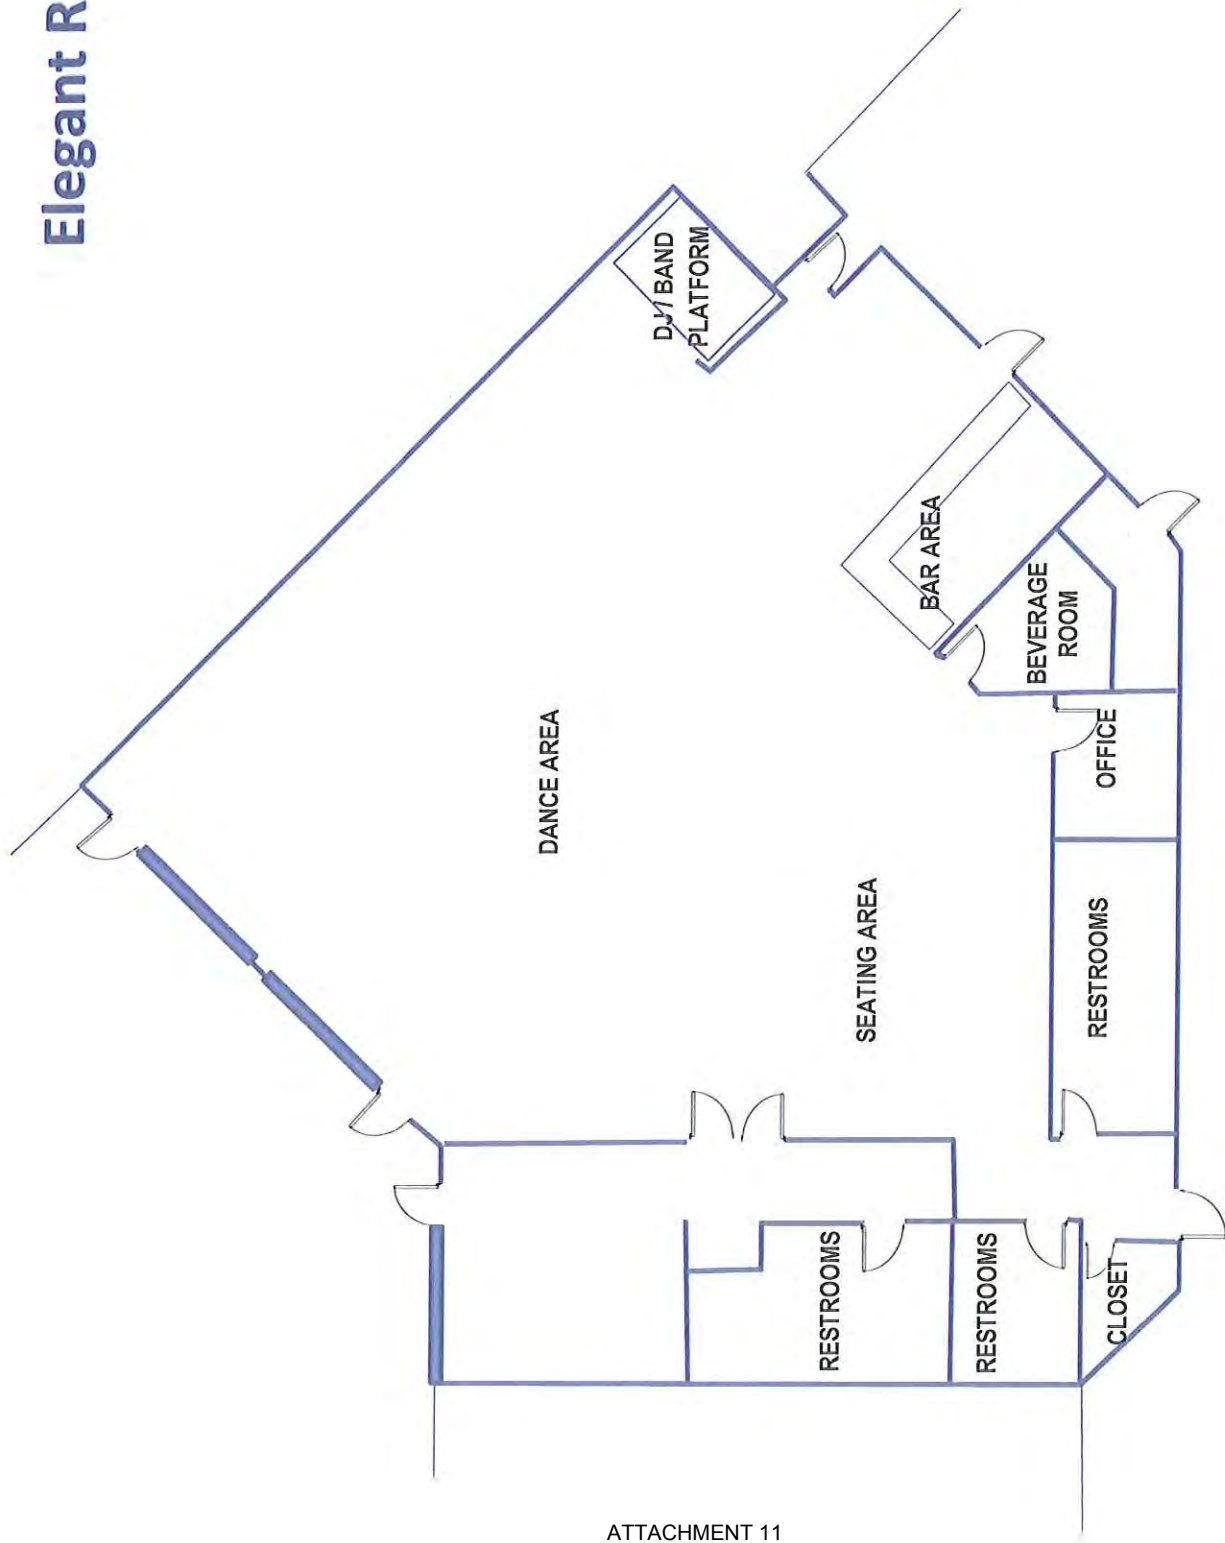 Elegant R
DJ / BAND
PLATFORM
DANCE AREA
BAR AREA
BEVERAGE
ROOM
SEATING AREA
OFFICE
RESTROOMS
RESTROOMS
RESTROOMS
CLOSET
ATTACHMENT 11